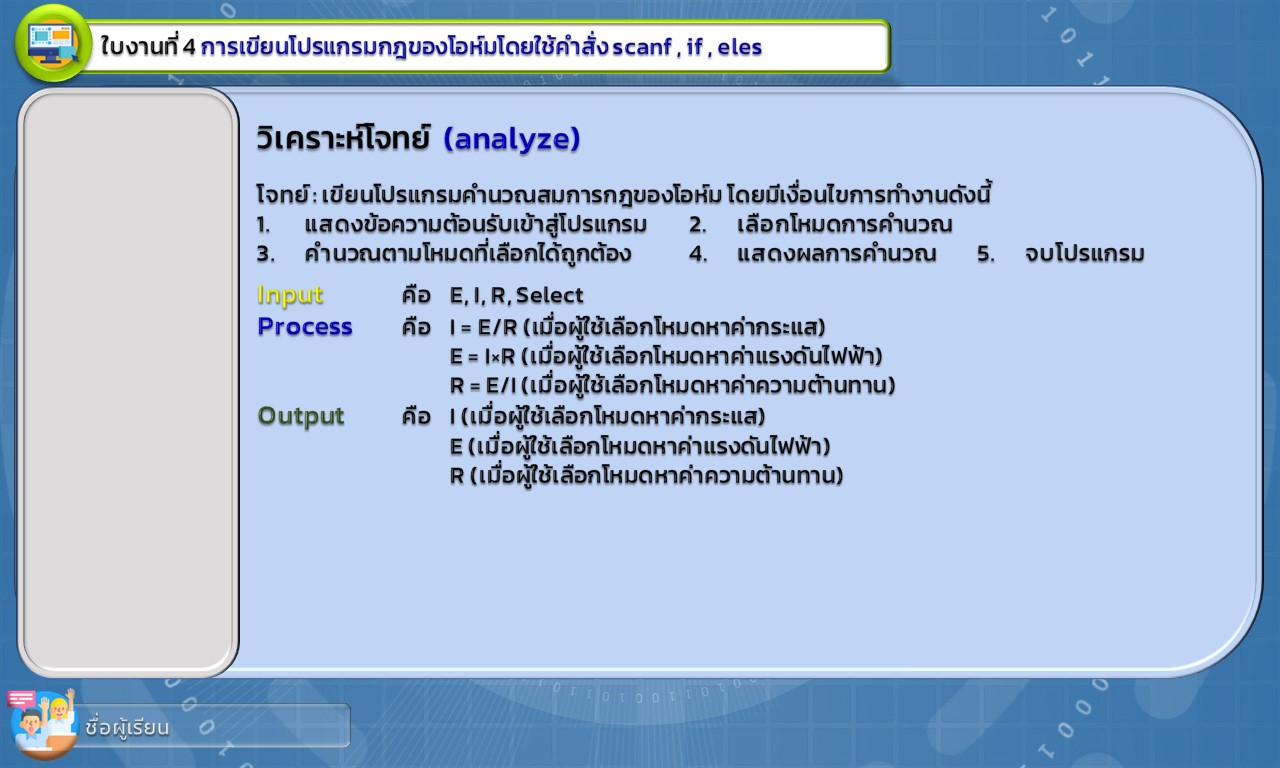 ใบงานที่ 4 การเขียนโปรแกรมกฎของโอห์มโดยใช้คำสั่ง scanf , if , eles
วิเคราะห์โจทย์ (analyze)
โจทย์ : เขียนโปรแกรมคำนวณสมการกฎของโอห์ม โดยมีเงื่อนไขการทำงานดังนี้
1. แสดงข้อความต้อนรับเข้าสู่โปรแกรม 2. เลือกโหมดการคำนวณ
3. คำนวณตามโหมดที่เลือกได้ถูกต้อง 4. แสดงผลการคำนวณ 5. จบโปรแกรม
Input คือ E, I, R, Select
Process คือ I = E/R (เมื่อผู้ใช้เลือกโหมดหาค่ากระแส)
E = I×R (เมื่อผู้ใช้เลือกโหมดหาค่าแรงดันไฟฟ้า)
R = E/I (เมื่อผู้ใช้เลือกโหมดหาค่าความต้านทาน)
Output คือ I (เมื่อผู้ใช้เลือกโหมดหาค่ากระแส)
E (เมื่อผู้ใช้เลือกโหมดหาค่าแรงดันไฟฟ้า)
R (เมื่อผู้ใช้เลือกโหมดหาค่าความต้านทาน)
ชื่อผู้เรียน